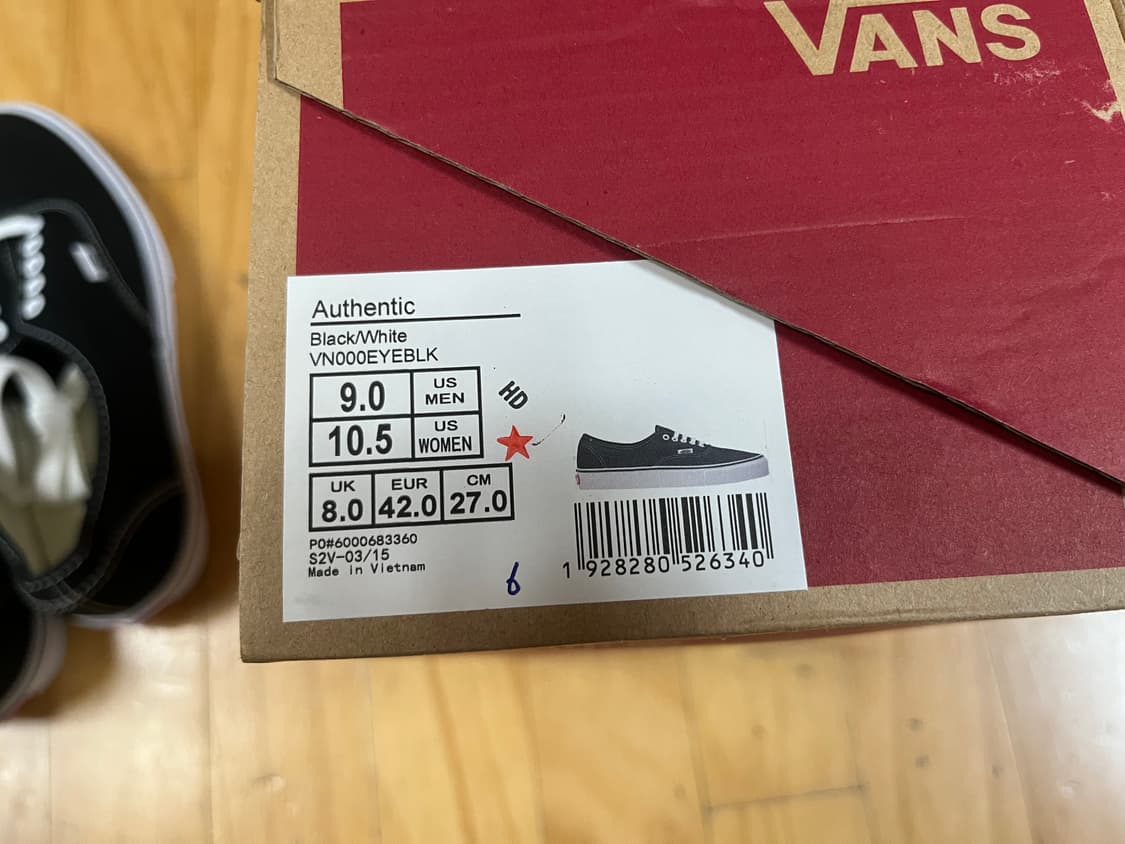 VANS
Authentic
Black/White
VN000EYEBLK
9.0 US MEN
10.5 US WOMEN
HD
UK EUR CM
8.0 42.0 27.0
PO#6000683360
S2V-03/15
Made in Vietnam
6
1 928280 526340